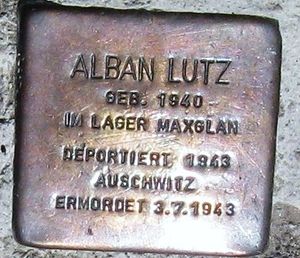 ALBAN LUTZ
GEB. 1940
IM LAGER MAXGLAN
DEPORTIERT 1943
AUSCHWITZ
ERMORDET 3.7.1943